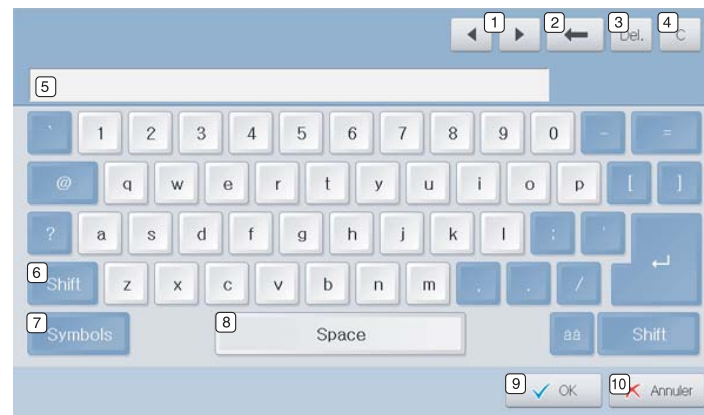 1 2 3 4
Del. C
5
` 1 2 3 4 5 6 7 8 9 0 - =
@ q w e r t y u i o p [ ]
? a s d f g h j k l ; '
6 Shift z x c v b n m , . /
7 Symbols 8 Space âä Shift
9 OK 10 Annuler